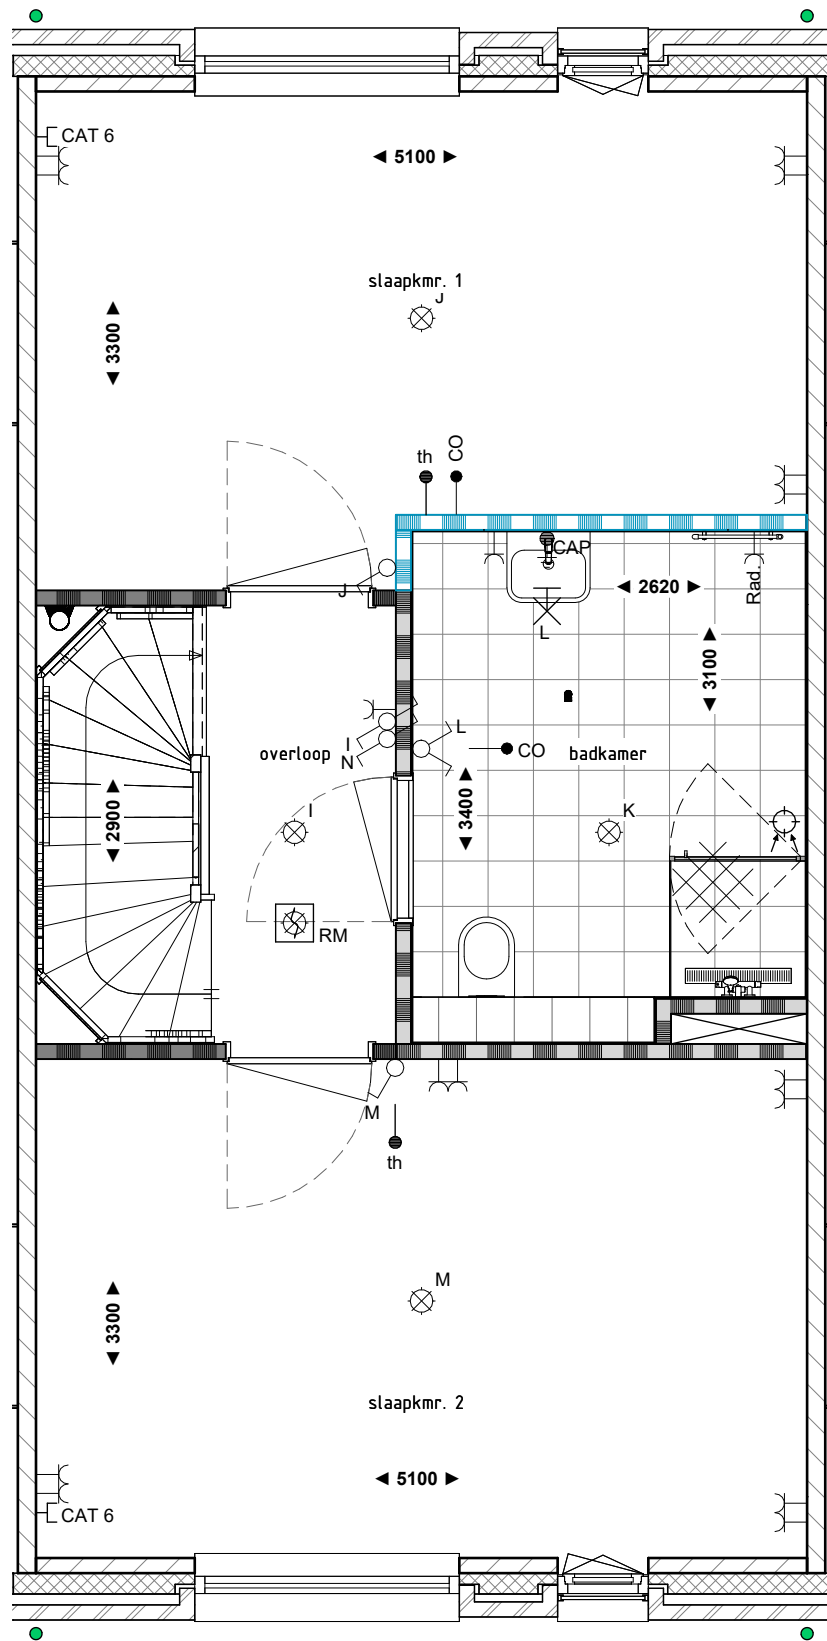 CAT 6
5100
slaapkmr. 1
J
3300
th
CO
CAP
J
2620
Rad.
L
3100
L
I
N
overloop
CO
badkamer
2900
3400
I
K
RM
M
th
M
3300
slaapkmr. 2
5100
CAT 6